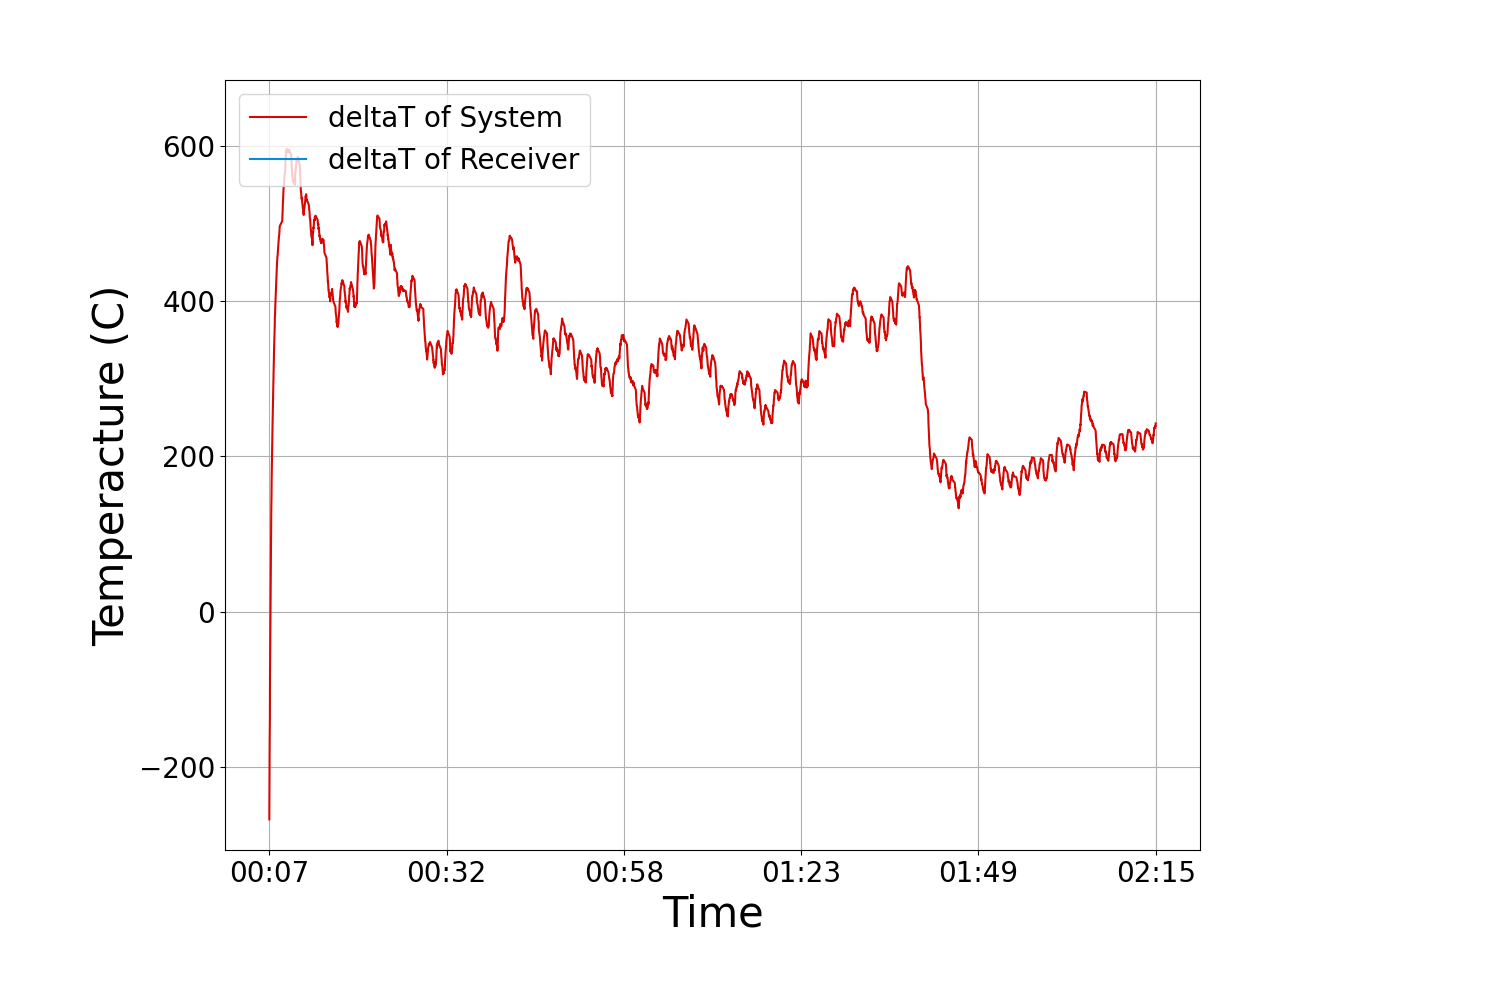 deltaT of System
deltaT of Receiver
600
400
200
0
−200
Temperacture (C)
00:07 00:32 00:58 01:23 01:49 02:15
Time